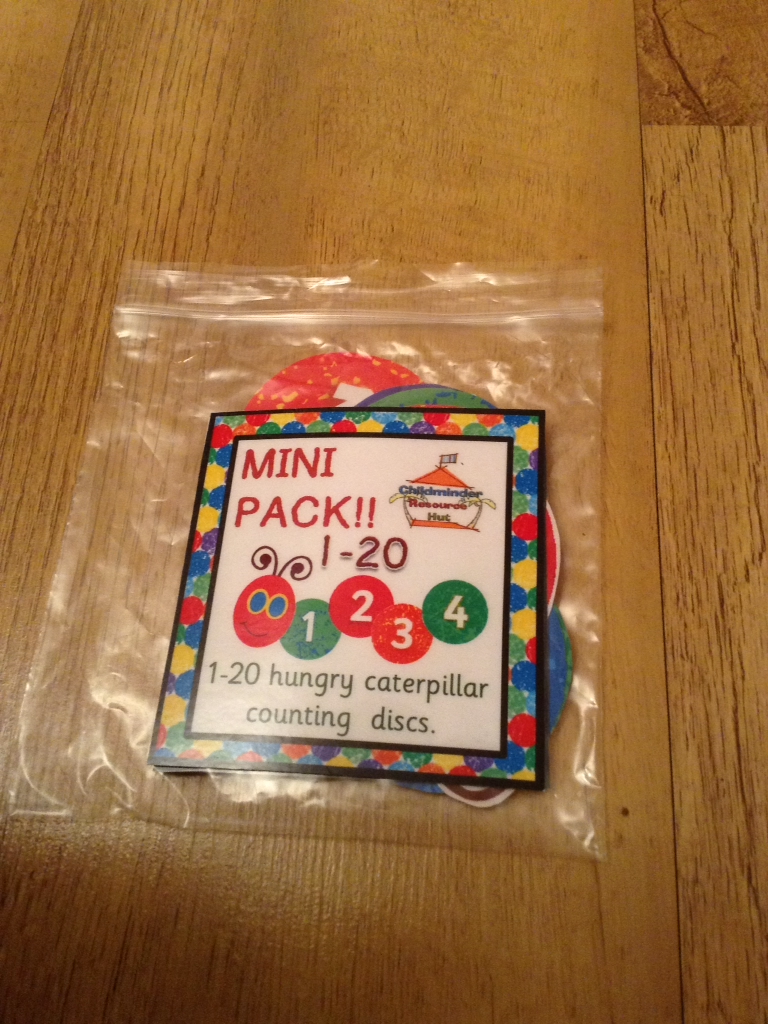 MINI
PACK!!
Childminder
Resource
Hut
1-20
1 2 3 4
1-20 hungry caterpillar
counting discs.